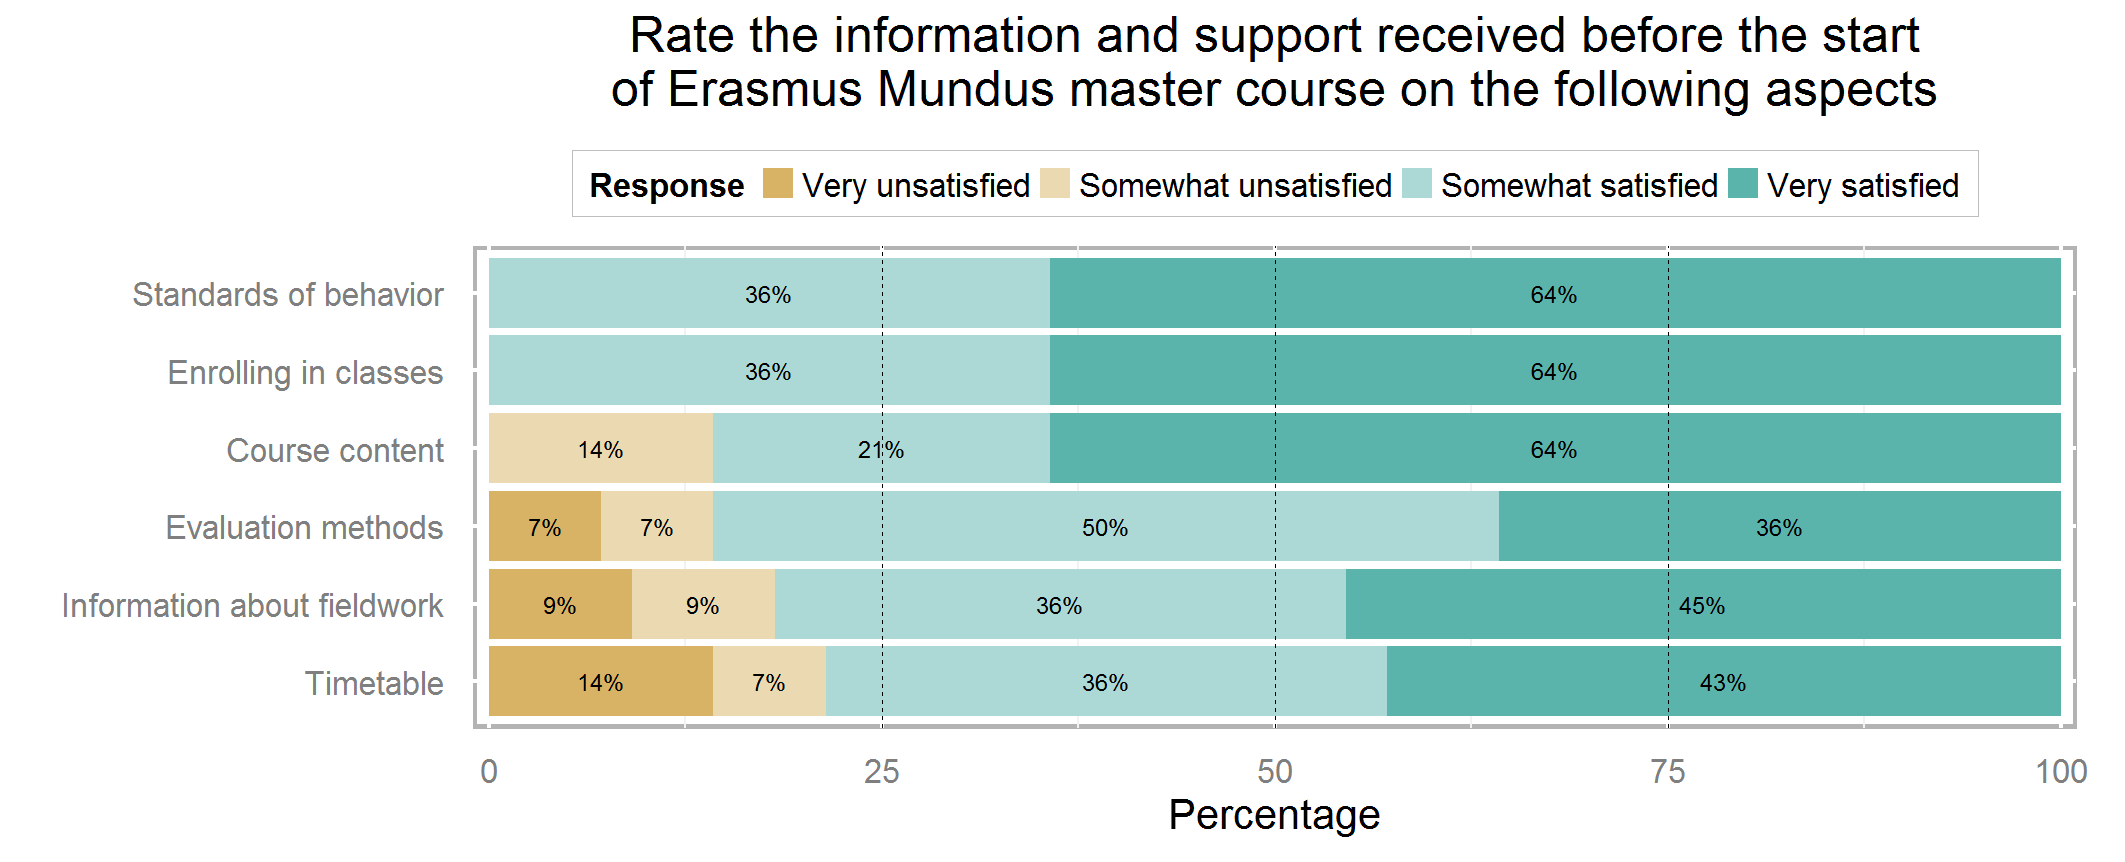 Rate the information and support received before the start
of Erasmus Mundus master course on the following aspects
Response Very unsatisfied Somewhat unsatisfied Somewhat satisfied Very satisfied
Standards of behavior 36% 64%
Enrolling in classes 36% 64%
Course content 14% 21% 64%
Evaluation methods 7% 7% 50% 36%
Information about fieldwork 9% 9% 36% 45%
Timetable 14% 7% 36% 43%
0 25 50 75 100
Percentage